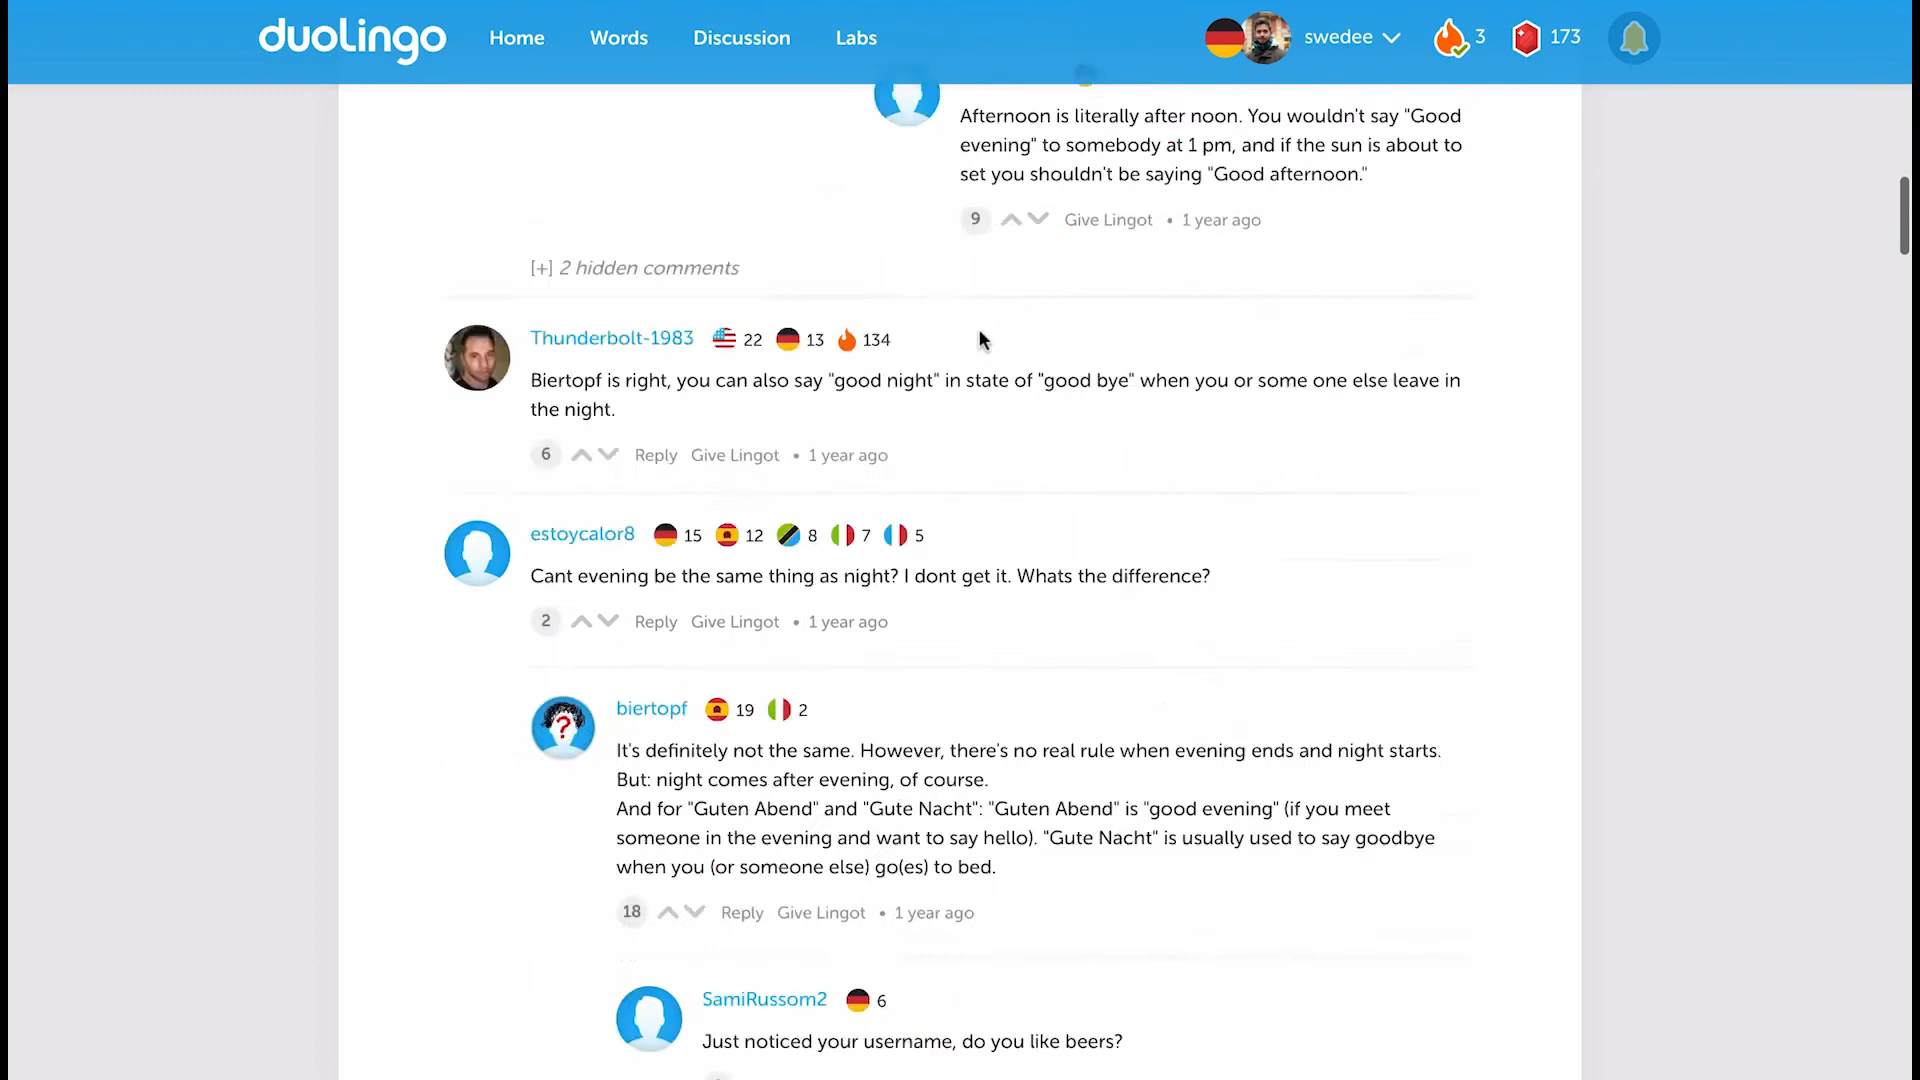 duolingo
Home
Words
Discussion
Labs
swedee
3
173
Afternoon is literally after noon. You wouldn't say "Good
evening" to somebody at 1 pm, and if the sun is about to
set you shouldn't be saying "Good afternoon."
9
Give Lingot • 1 year ago
[+] 2 hidden comments
Thunderbolt-1983 22 13 134
Biertopf is right, you can also say "good night" in state of "good bye" when you or some one else leave in
the night.
6
Reply Give Lingot • 1 year ago
estoycalor8 15 12 8 7 5
Cant evening be the same thing as night? I dont get it. Whats the difference?
2
Reply Give Lingot • 1 year ago
biertopf 19 2
It's definitely not the same. However, there's no real rule when evening ends and night starts.
But: night comes after evening, of course.
And for "Guten Abend" and "Gute Nacht": "Guten Abend" is "good evening" (if you meet
someone in the evening and want to say hello). "Gute Nacht" is usually used to say goodbye
when you (or someone else) go(es) to bed.
18
Reply Give Lingot • 1 year ago
SamiRussom2 6
Just noticed your username, do you like beers?